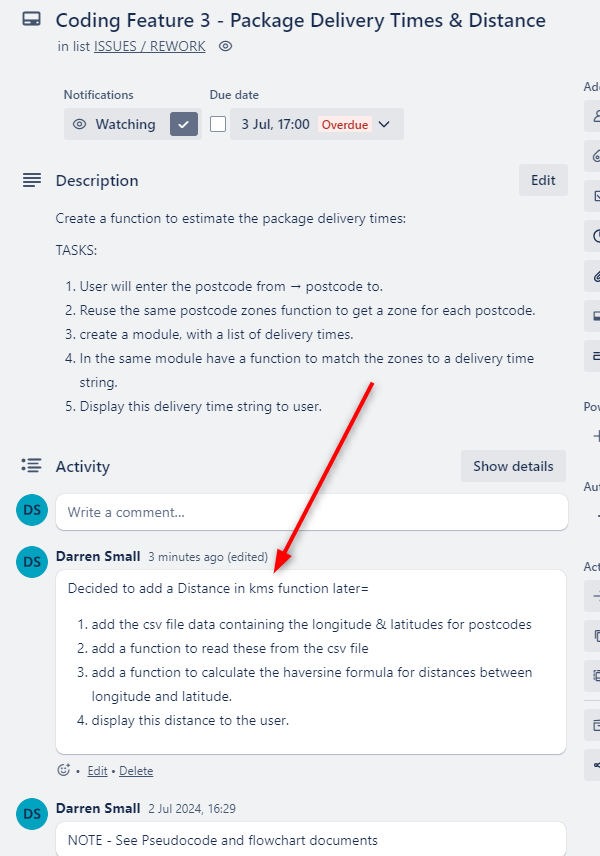 Coding Feature 3 - Package Delivery Times & Distance
in list ISSUES / REWORK
Notifications
Due date
Watching
3 Jul, 17:00 Overdue
Description
Edit
Create a function to estimate the package delivery times:
TASKS:
1. User will enter the postcode from → postcode to.
2. Reuse the same postcode zones function to get a zone for each postcode.
3. create a module, with a list of delivery times.
4. In the same module have a function to match the zones to a delivery time
string.
5. Display this delivery time string to user.
Activity
Show details
DS
Write a comment...
DS
Darren Small 3 minutes ago (edited)
Decided to add a Distance in kms function later=
1. add the csv file data containing the longitude & latitudes for postcodes
2. add a function to read these from the csv file
3. add a function to calculate the haversine formula for distances between
longitude and latitude.
4. display this distance to the user.
• Edit • Delete
DS
Darren Small 2 Jul 2024, 16:29
NOTE - See Pseudocode and flowchart documents